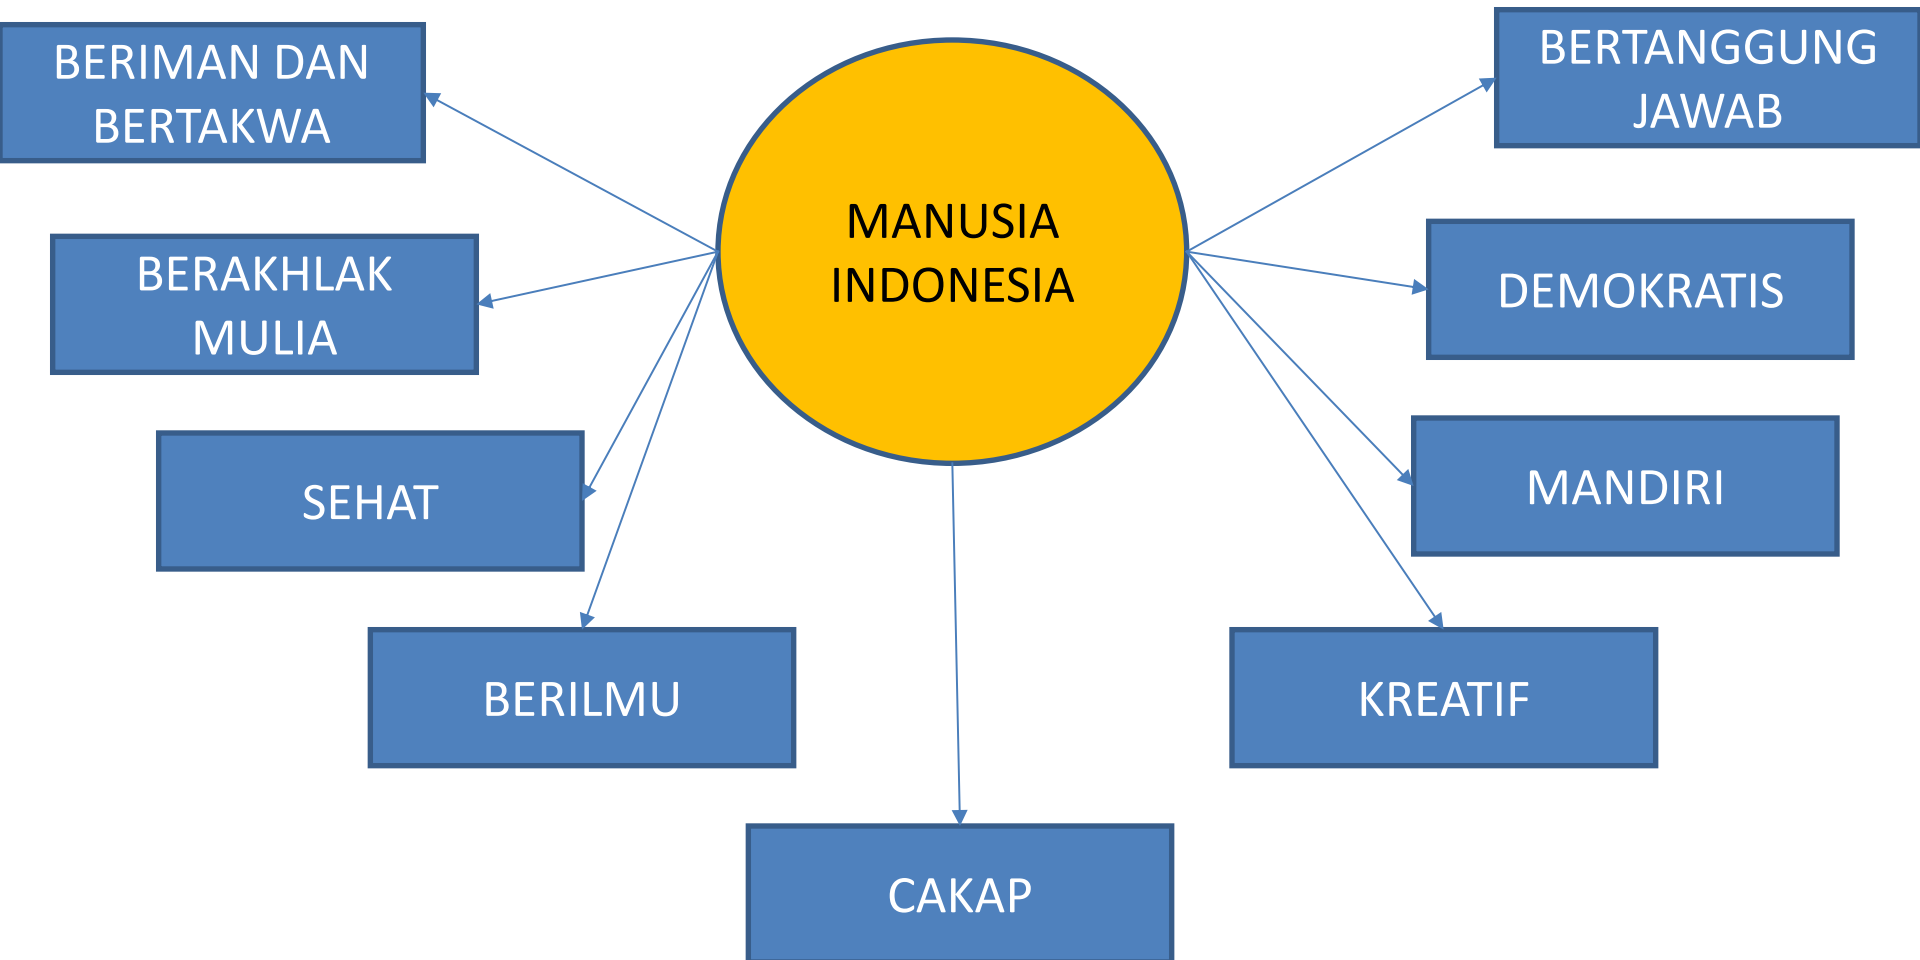 BERIMAN DAN
BERTAKWA
BERTANGGUNG
JAWAB
MANUSIA
INDONESIA
BERAKHLAK
MULIA
DEMOKRATIS
SEHAT
MANDIRI
BERILMU
KREATIF
CAKAP